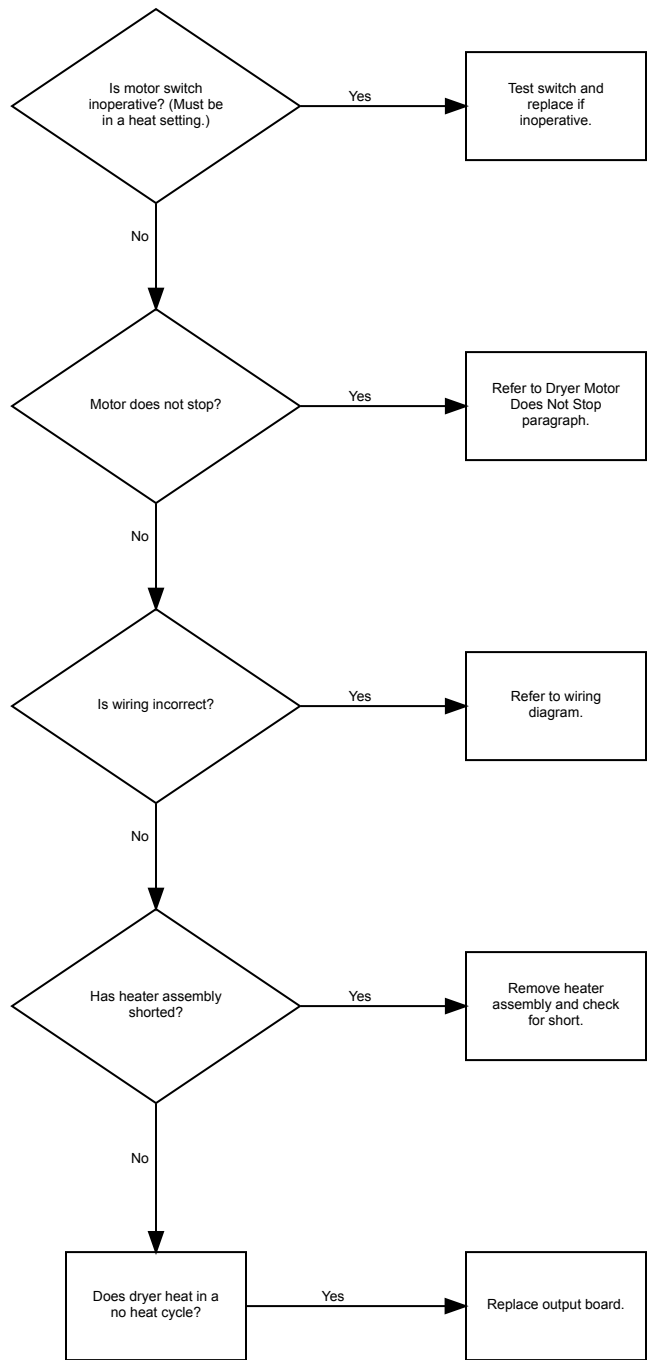 Is motor switch
inoperative? (Must be
in a heat setting.)
Yes
Test switch and
replace if
inoperative.
No
Motor does not stop?
Yes
Refer to Dryer Motor
Does Not Stop
paragraph.
No
Is wiring incorrect?
Yes
Refer to wiring
diagram.
No
Has heater assembly
shorted?
Yes
Remove heater
assembly and check
for short.
No
Does dryer heat in a
no heat cycle?
Yes
Replace output board.